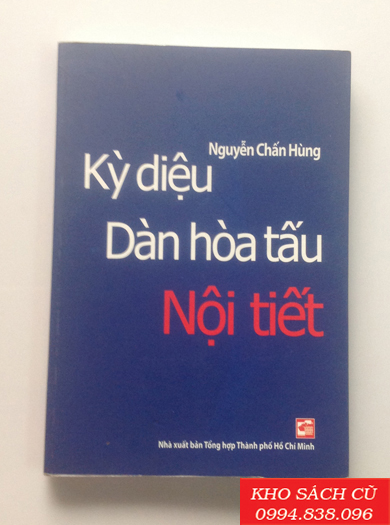 Nguyễn Chấn Hùng
Kỳ diệu
Dàn hòa tấu
Nội tiết
Nhà xuất bản Tổng hợp Thành phố Hồ Chí Minh
KHO SÁCH CŨ
0994.838.096